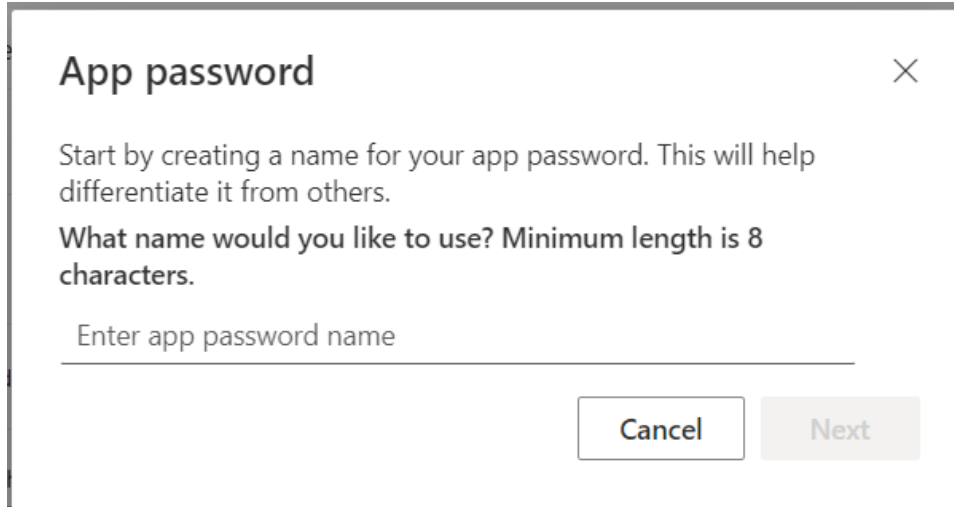 App password
Start by creating a name for your app password. This will help
differentiate it from others.
What name would you like to use? Minimum length is 8
characters.
Enter app password name
Cancel
Next